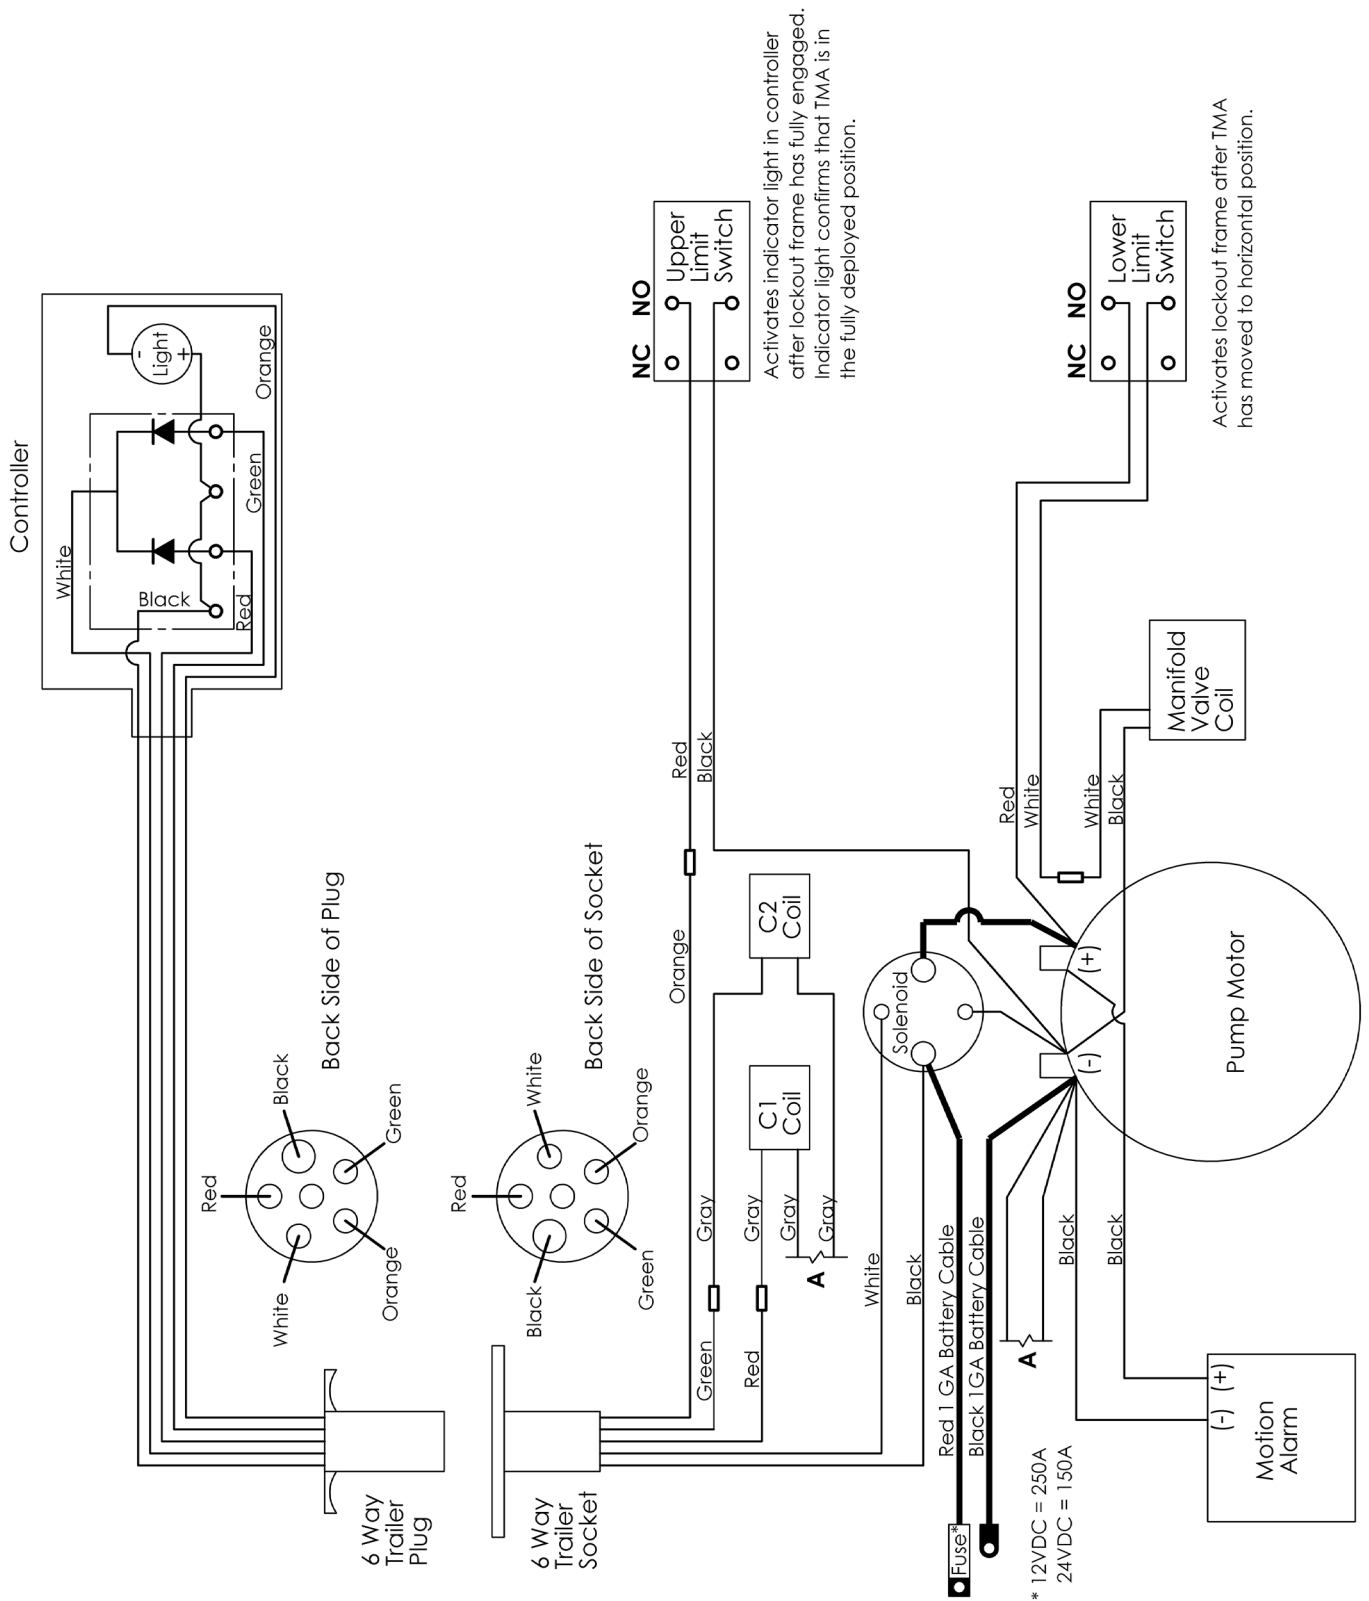 Controller
White
Black
Red
Green
Orange
-
Light
+
Back Side of Plug
Red
Black
Green
White
Orange
6 Way
Trailer
Plug
Back Side of Socket
Red
White
Orange
Black
Green
6 Way
Trailer
Socket
NC NO
Upper
Limit
Switch
Activates indicator light in controller
after lockout frame has fully engaged.
Indicator light confirms that TMA is in
the fully deployed position.
Red
Black
Orange
Green
Gray
Red
Gray
Gray
Gray
A
C1
Coil
C2
Coil
White
Black
Solenoid
Red 1 GA Battery Cable
Black 1GA Battery Cable
Fuse*
* 12VDC = 250A
24VDC = 150A
A
NC NO
Lower
Limit
Switch
Activates lockout frame after TMA
has moved to horizontal position.
Red
White
White
Black
Manifold
Valve
Coil
(+)
(-)
Pump Motor
Black
Black
(-) (+)
Motion
Alarm